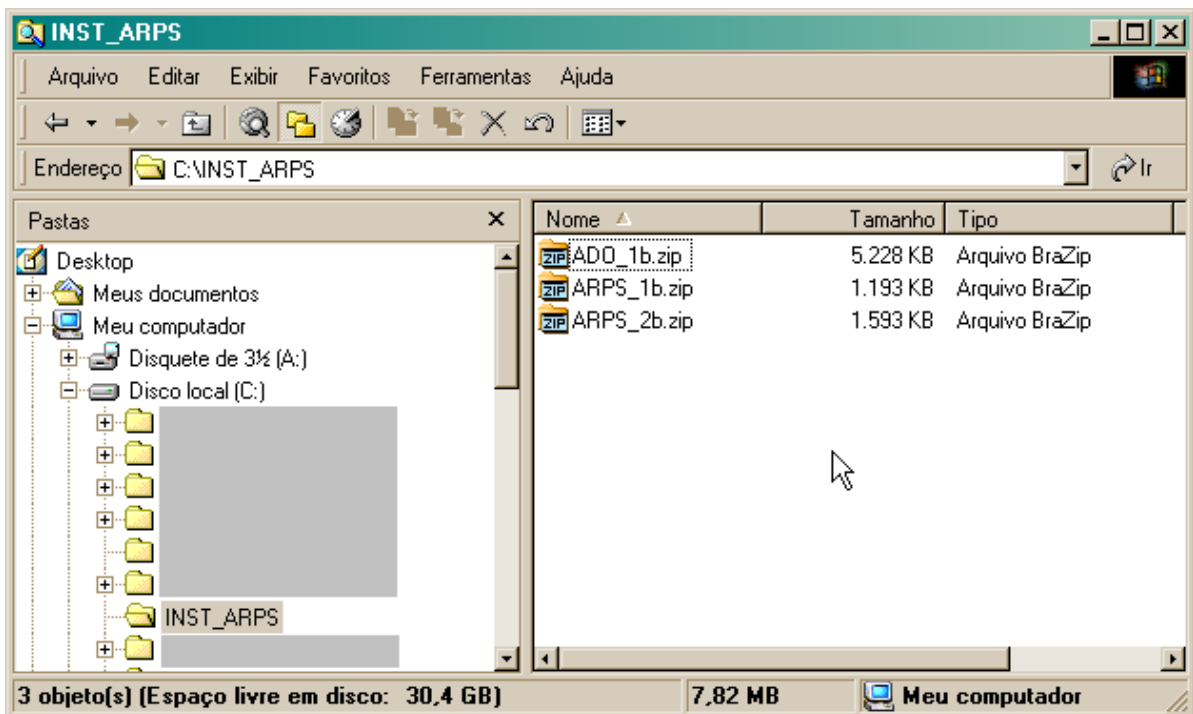 INST_ARPS
Arquivo Editar Exibir Favoritos Ferramentas Ajuda
Endereço C:\INST_ARPS Ir
Pastas
Desktop
Meus documentos
Meu computador
Disquete de 3½ (A:)
Disco local (C:)
INST_ARPS
Nome Tamanho Tipo
ZIP ADO_1b.zip 5.228 KB Arquivo BraZip
ZIP ARPS_1b.zip 1.193 KB Arquivo BraZip
ZIP ARPS_2b.zip 1.593 KB Arquivo BraZip
3 objeto(s) (Espaço livre em disco: 30,4 GB) 7,82 MB Meu computador